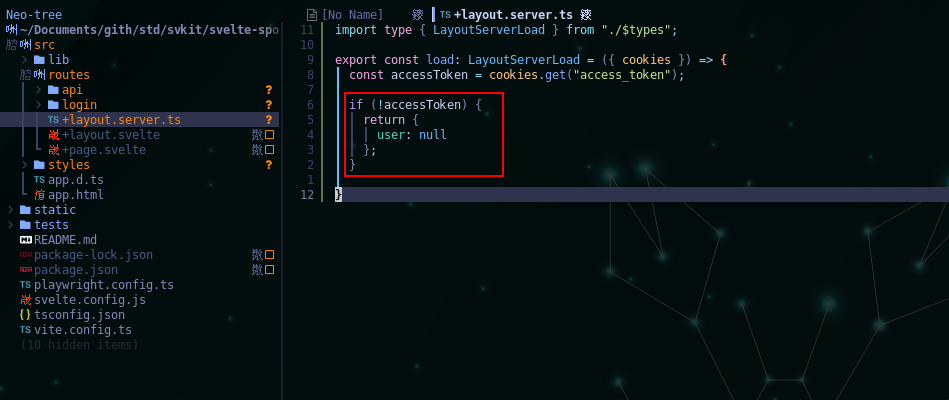 Neo-tree
~/Documents/gith/std/svkit/svelte-spo
src
lib
routes
api ?
login ?
TS +layout.server.ts ?
+layout.svelte
+page.svelte
styles ?
TS app.d.ts
app.html
static
tests
README.md
package-lock.json
package.json
TS playwright.config.ts
svelte.config.js
{} tsconfig.json
TS vite.config.ts
(10 hidden items)
[No Name] TS +layout.server.ts
11 import type { LayoutServerLoad } from "./$types";
10
9 export const load: LayoutServerLoad = ({ cookies }) => {
8 const accessToken = cookies.get("access_token");
7
6 if (!accessToken) {
5 return {
4 user: null
3 };
2 }
1
12 }